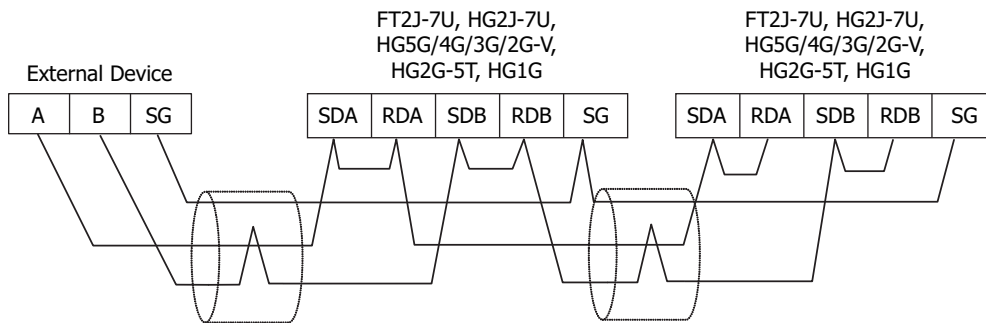 FT2J-7U, HG2J-7U,
HG5G/4G/3G/2G-V,
HG2G-5T, HG1G
FT2J-7U, HG2J-7U,
HG5G/4G/3G/2G-V,
HG2G-5T, HG1G
External Device
A B SG
SDA RDA SDB RDB SG
SDA RDA SDB RDB SG